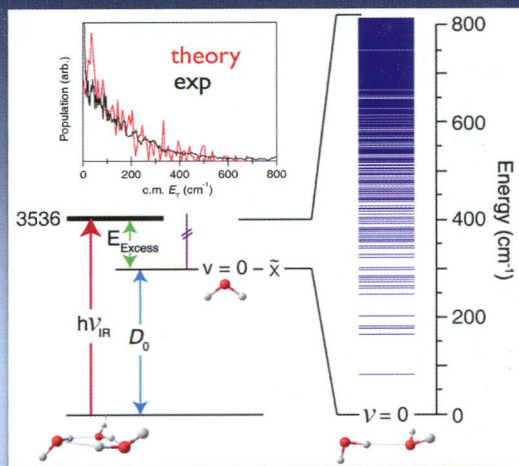 theory
exp
Population (arb.)
0 200 400 600 800
c.m. E_T (cm⁻¹)
3536
E_Excess
v = 0 – x̃
hν_IR
D₀
800
600
400
200
0
Energy (cm⁻¹)
v = 0